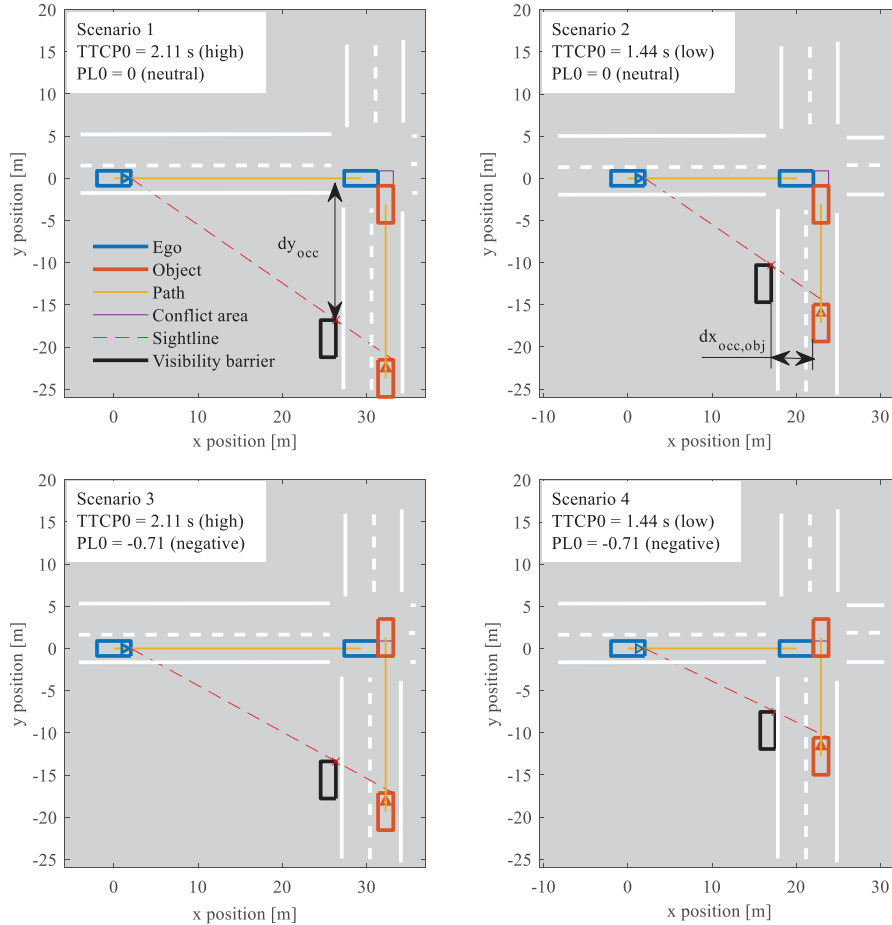 Scenario 1
TTCP0 = 2.11 s (high)
PL0 = 0 (neutral)
20
15
10
5
0
-5
-10
-15
-20
-25
y position [m]
dy_occ
Ego
Object
Path
Conflict area
Sightline
Visibility barrier
0 10 20 30
x position [m]
Scenario 2
TTCP0 = 1.44 s (low)
PL0 = 0 (neutral)
20
15
10
5
0
-5
-10
-15
-20
-25
y position [m]
dx_occ,obj
-10 0 10 20 30
x position [m]
Scenario 3
TTCP0 = 2.11 s (high)
PL0 = -0.71 (negative)
20
15
10
5
0
-5
-10
-15
-20
-25
y position [m]
0 10 20 30
x position [m]
Scenario 4
TTCP0 = 1.44 s (low)
PL0 = -0.71 (negative)
20
15
10
5
0
-5
-10
-15
-20
-25
y position [m]
-10 0 10 20 30
x position [m]